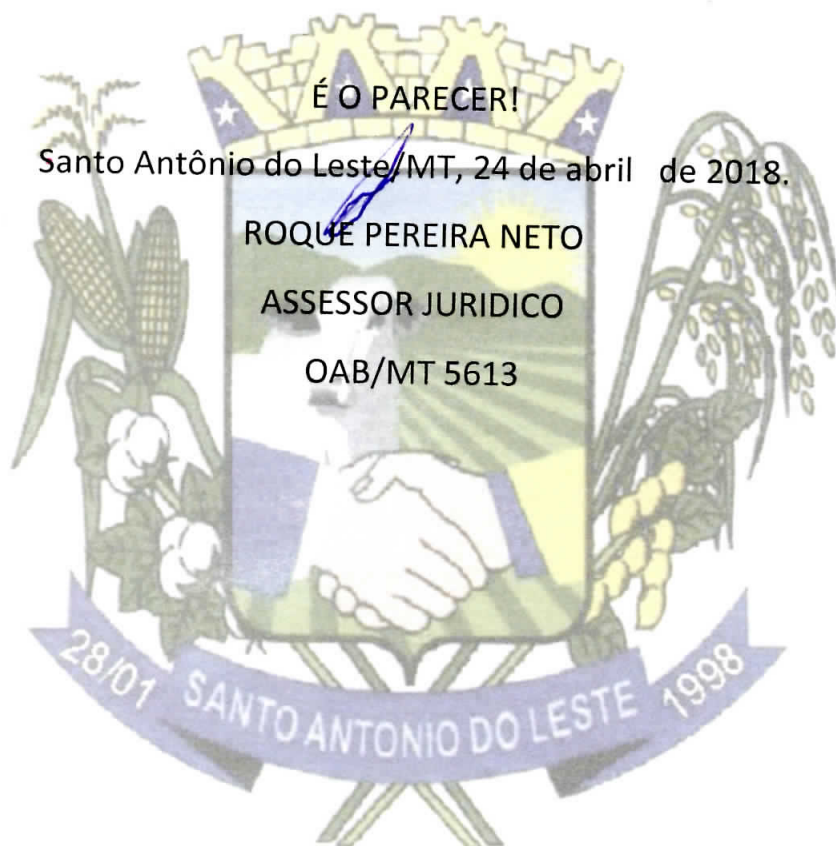 É O PARECER!
Santo Antônio do Leste/MT, 24 de abril de 2018.
ROQUE PEREIRA NETO
ASSESSOR JURIDICO
OAB/MT 5613
28/01 SANTO ANTONIO DO LESTE 1998